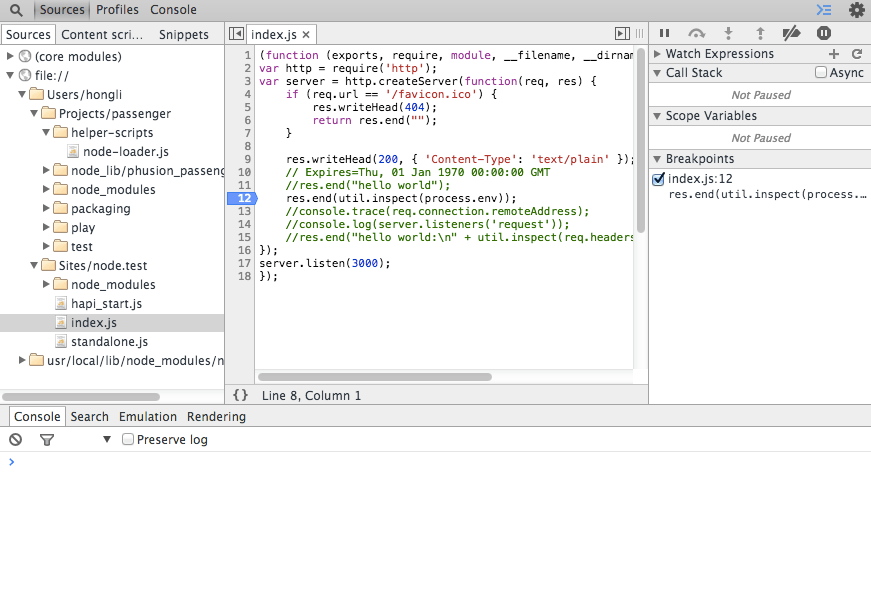 Sources Profiles Console
Sources Content scri... Snippets
(core modules)
file://
Users/hongli
Projects/passenger
helper-scripts
node-loader.js
node_lib/phusion_passeng
node_modules
packaging
play
test
Sites/node.test
node_modules
hapi_start.js
index.js
standalone.js
usr/local/lib/node_modules/n
index.js ×
1 (function (exports, require, module, __filename, __dirnam
2 var http = require('http');
3 var server = http.createServer(function(req, res) {
4 if (req.url == '/favicon.ico') {
5 res.writeHead(404);
6 return res.end("");
7 }
8
9 res.writeHead(200, { 'Content-Type': 'text/plain' });
10 // Expires=Thu, 01 Jan 1970 00:00:00 GMT
11 //res.end("hello world");
12 res.end(util.inspect(process.env));
13 //console.trace(req.connection.remoteAddress);
14 //console.log(server.listeners('request'));
15 //res.end("hello world:\n" + util.inspect(req.headers
16 });
17 server.listen(3000);
18 });
{} Line 8, Column 1
Watch Expressions
Call Stack Async
Not Paused
Scope Variables
Not Paused
Breakpoints
index.js:12
res.end(util.inspect(process....
Console Search Emulation Rendering
Preserve log